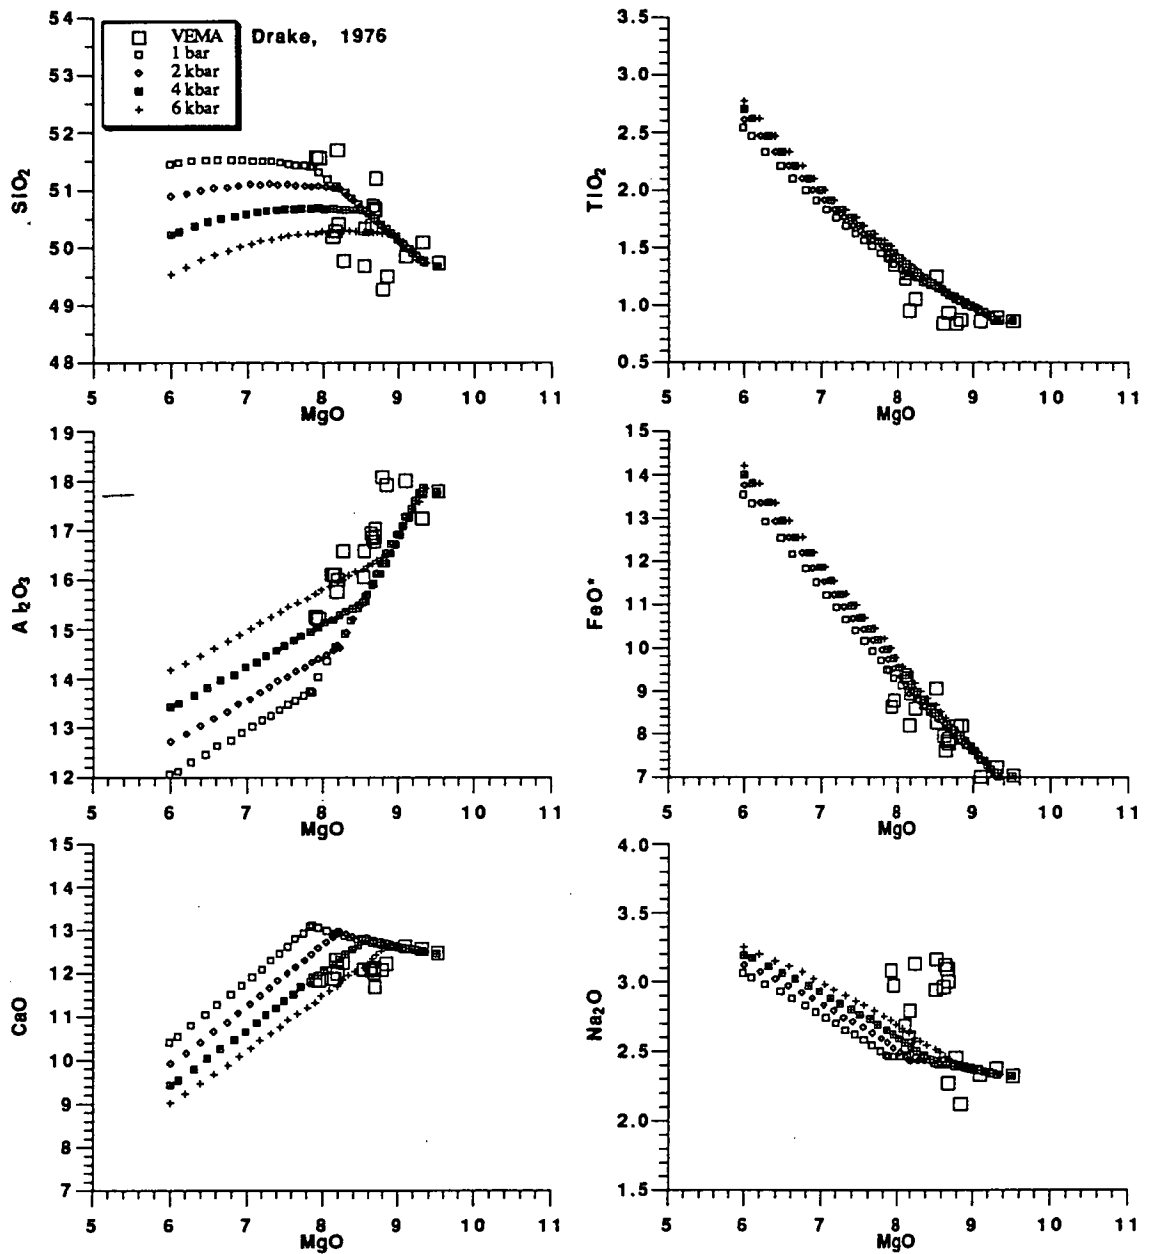 54
53
52
51
50
49
48
SiO2
VEMA
1 bar
2 kbar
4 kbar
6 kbar
Drake, 1976
5 6 7 8 9 10 11
MgO
3.5
3.0
2.5
2.0
1.5
1.0
0.5
TiO2
5 6 7 8 9 10 11
MgO
19
18
17
16
15
14
13
12
Al2O3
5 6 7 8 9 10 11
MgO
15
14
13
12
11
10
9
8
7
FeO*
5 6 7 8 9 10 11
MgO
15
14
13
12
11
10
9
8
7
CaO
5 6 7 8 9 10 11
MgO
4.0
3.5
3.0
2.5
2.0
1.5
Na2O
5 6 7 8 9 10 11
MgO